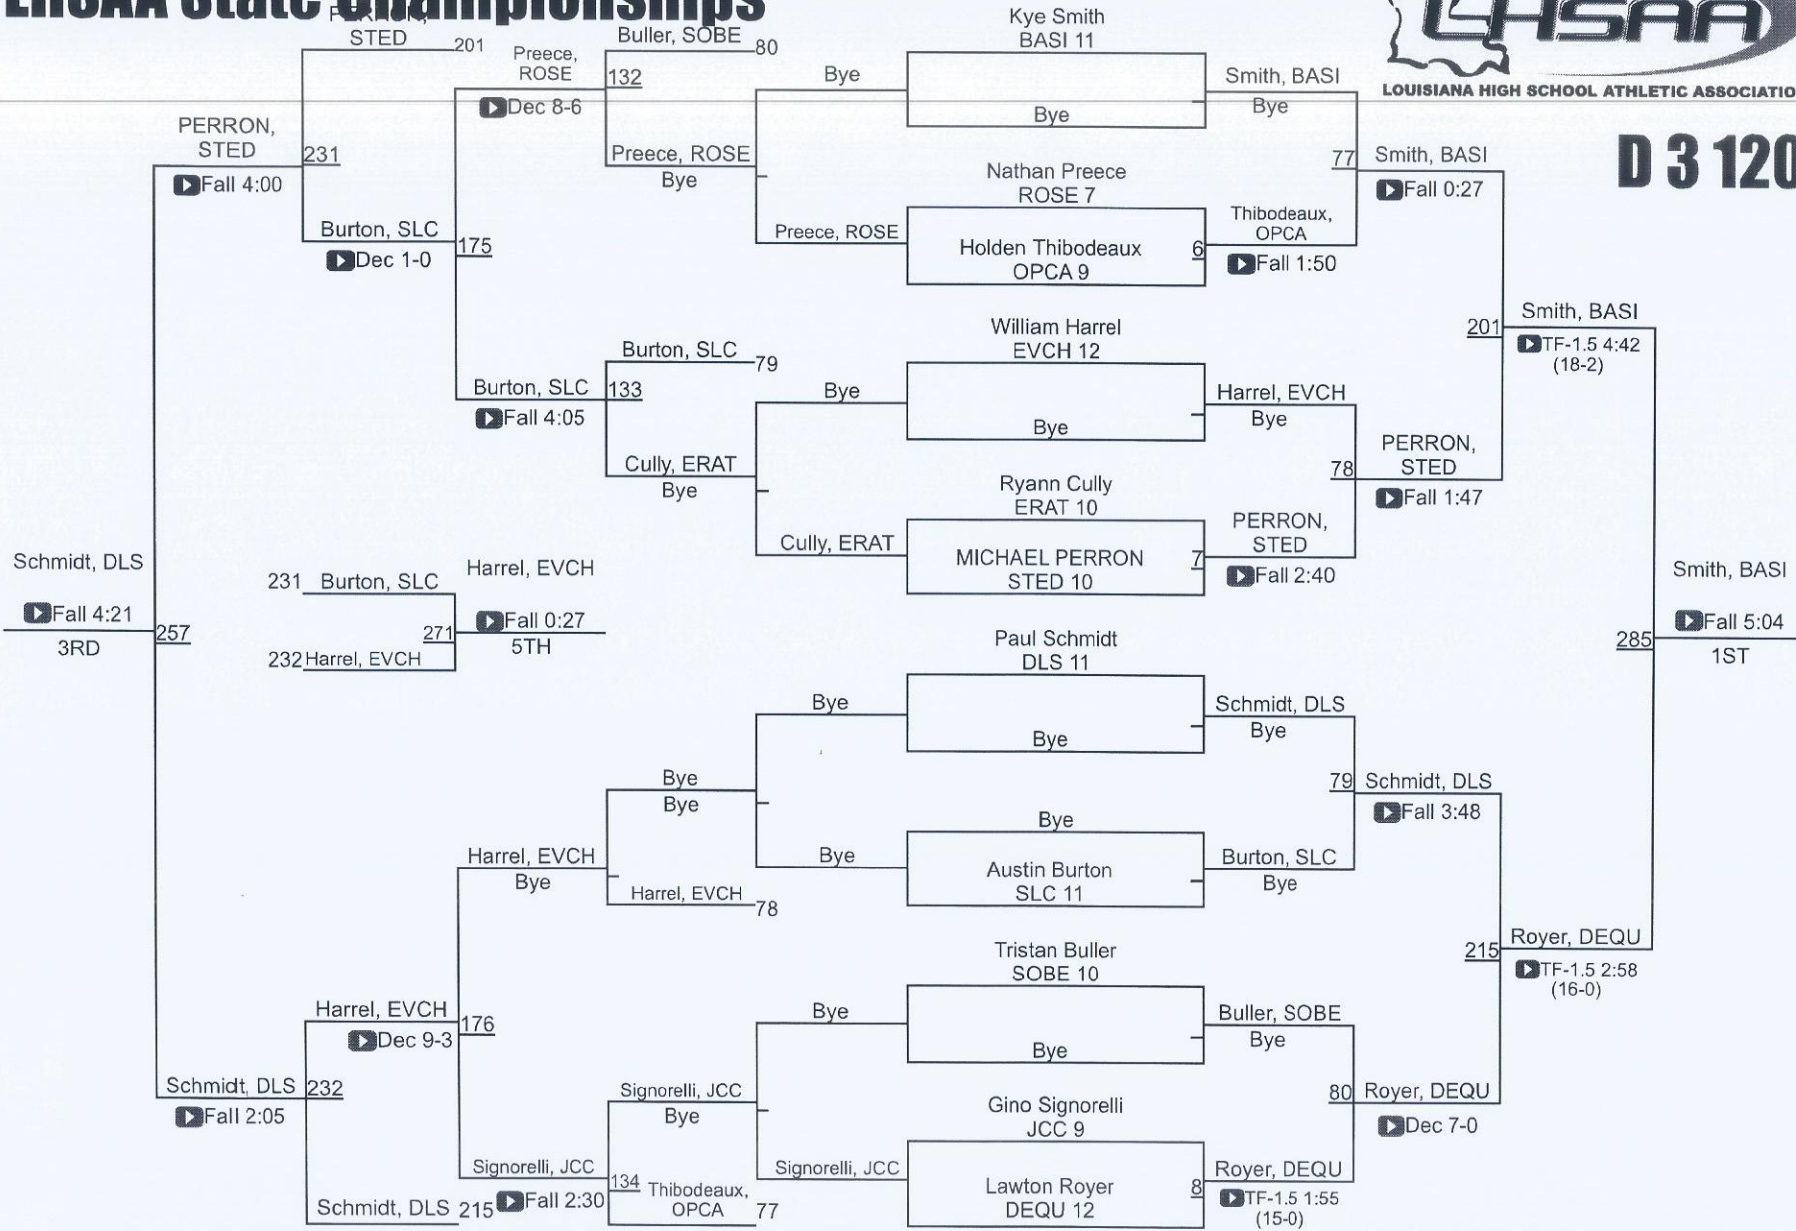 LHSAA State Championships
LHSAA
LOUISIANA HIGH SCHOOL ATHLETIC ASSOCIATIO
D 3 120
PERRON,
STED
201
Preece,
ROSE
Dec 8-6
Buller, SOBE
80
132
Preece, ROSE
Bye
PERRON,
STED
Fall 4:00
231
Burton, SLC
Dec 1-0
175
Burton, SLC
79
Burton, SLC
Fall 4:05
133
Cully, ERAT
Bye
Bye
Preece, ROSE
Bye
Cully, ERAT
Kye Smith
BASI 11
Bye
Nathan Preece
ROSE 7
Holden Thibodeaux
OPCA 9
6
William Harrel
EVCH 12
Bye
Ryann Cully
ERAT 10
MICHAEL PERRON
STED 10
7
Smith, BASI
Bye
77
Thibodeaux,
OPCA
Fall 1:50
Smith, BASI
Fall 0:27
Harrel, EVCH
Bye
78
PERRON,
STED
Fall 2:40
PERRON,
STED
Fall 1:47
201
Smith, BASI
TF-1.5 4:42
(18-2)
Schmidt, DLS
Fall 4:21
3RD
257
231 Burton, SLC
232 Harrel, EVCH
271
Harrel, EVCH
Fall 0:27
5TH
285
Smith, BASI
Fall 5:04
1ST
Paul Schmidt
DLS 11
Bye
Bye
Austin Burton
SLC 11
Tristan Buller
SOBE 10
Bye
Gino Signorelli
JCC 9
Lawton Royer
DEQU 12
8
Bye
Bye
Bye
Bye
Harrel, EVCH
78
Harrel, EVCH
Bye
Harrel, EVCH
Dec 9-3
176
Schmidt, DLS
Fall 2:05
232
Schmidt, DLS
215
Signorelli, JCC
Fall 2:30
134
Signorelli, JCC
Bye
Thibodeaux,
OPCA
77
Bye
Signorelli, JCC
Schmidt, DLS
Bye
79
Burton, SLC
Bye
Schmidt, DLS
Fall 3:48
Buller, SOBE
Bye
80
Royer, DEQU
TF-1.5 1:55
(15-0)
Royer, DEQU
Dec 7-0
215
Royer, DEQU
TF-1.5 2:58
(16-0)